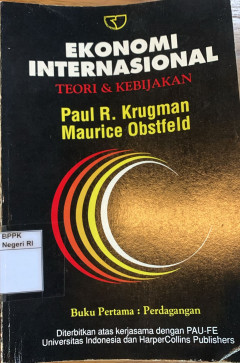 EKONOMI
INTERNASIONAL
TEORI & KEBIJAKAN
Paul R. Krugman
Maurice Obstfeld
BPPK
Negeri RI
Buku Pertama : Perdagangan
Diterbitkan atas kerjasama dengan PAU-FE
Universitas Indonesia dan HarperCollins Publishers